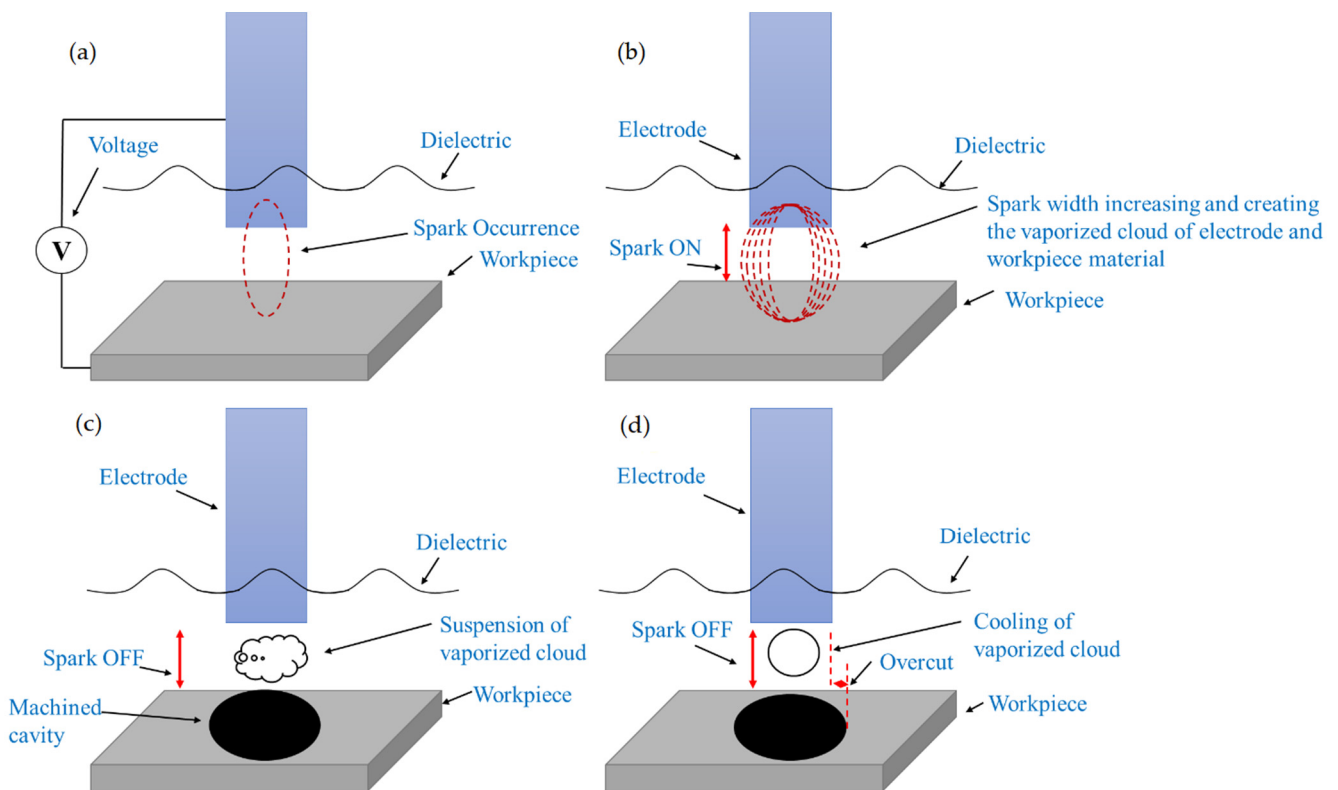 (a)
Voltage
Dielectric
V
Spark Occurrence
Workpiece
(b)
Electrode
Dielectric
Spark ON
Spark width increasing and creating
the vaporized cloud of electrode and
workpiece material
Workpiece
(c)
Electrode
Dielectric
Spark OFF
Suspension of
vaporized cloud
Workpiece
Machined
cavity
(d)
Electrode
Dielectric
Spark OFF
Cooling of
vaporized cloud
Overcut
Workpiece